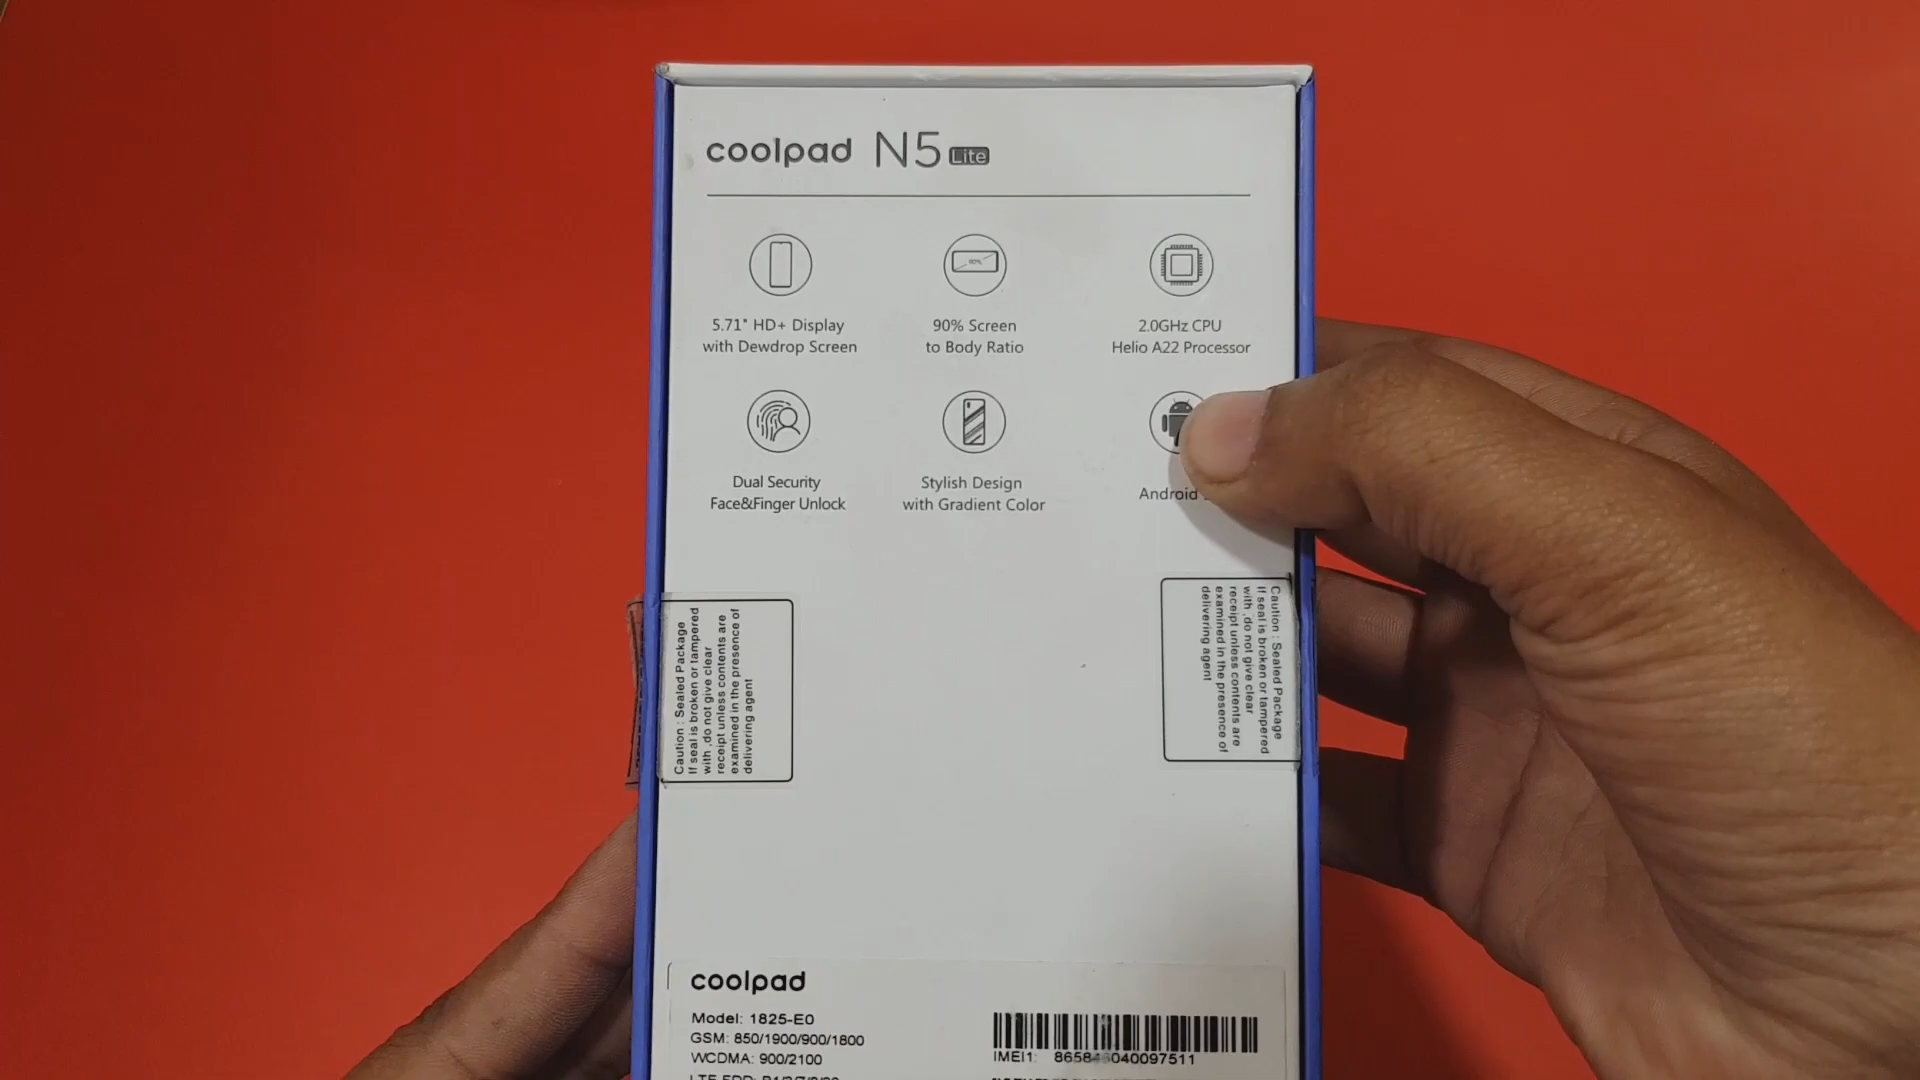 coolpad N5 Lite
5.71" HD+ Display
with Dewdrop Screen
90%
90% Screen
to Body Ratio
2.0GHz CPU
Helio A22 Processor
Dual Security
Face&Finger Unlock
Stylish Design
with Gradient Color
Android
Caution : Sealed Package
If seal is broken or tampered
with ,do not give clear
receipt unless contents are
examined in the presence of
delivering agent
Caution : Sealed Package
If seal is broken or tampered
with ,do not give clear
receipt unless contents are
examined in the presence of
delivering agent
coolpad
Model: 1825-E0
GSM: 850/1900/900/1800
WCDMA: 900/2100
LTE FDD:
IMEI1: